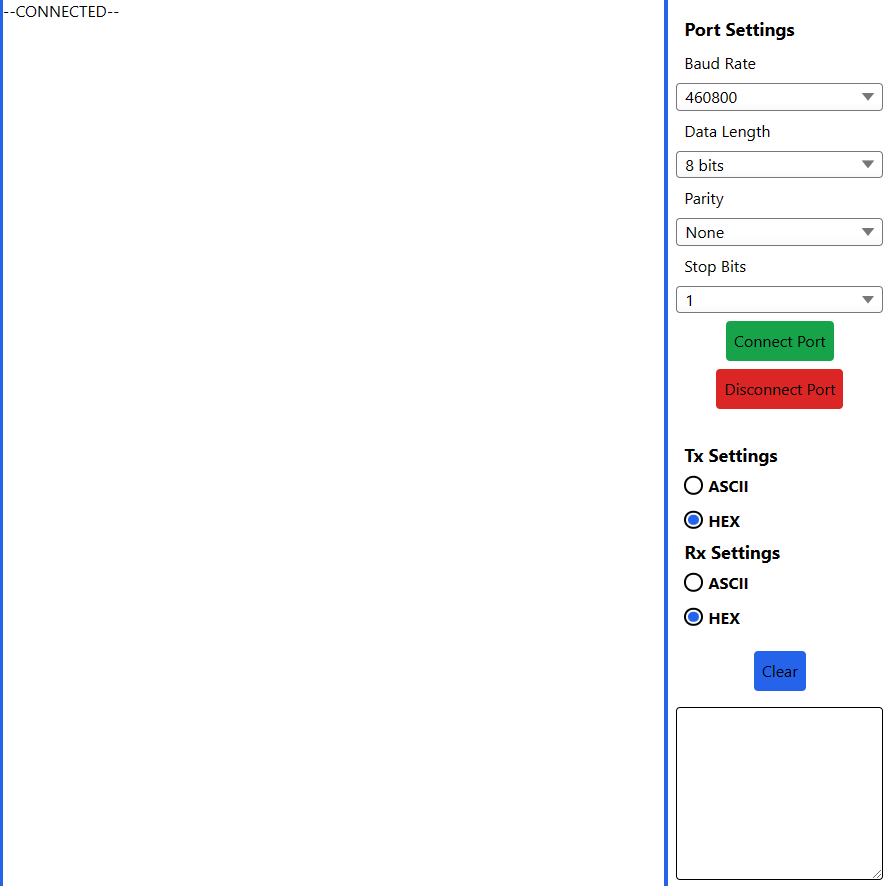 --CONNECTED--
Port Settings
Baud Rate
460800
Data Length
8 bits
Parity
None
Stop Bits
1
Connect Port
Disconnect Port
Tx Settings
ASCII
HEX
Rx Settings
ASCII
HEX
Clear